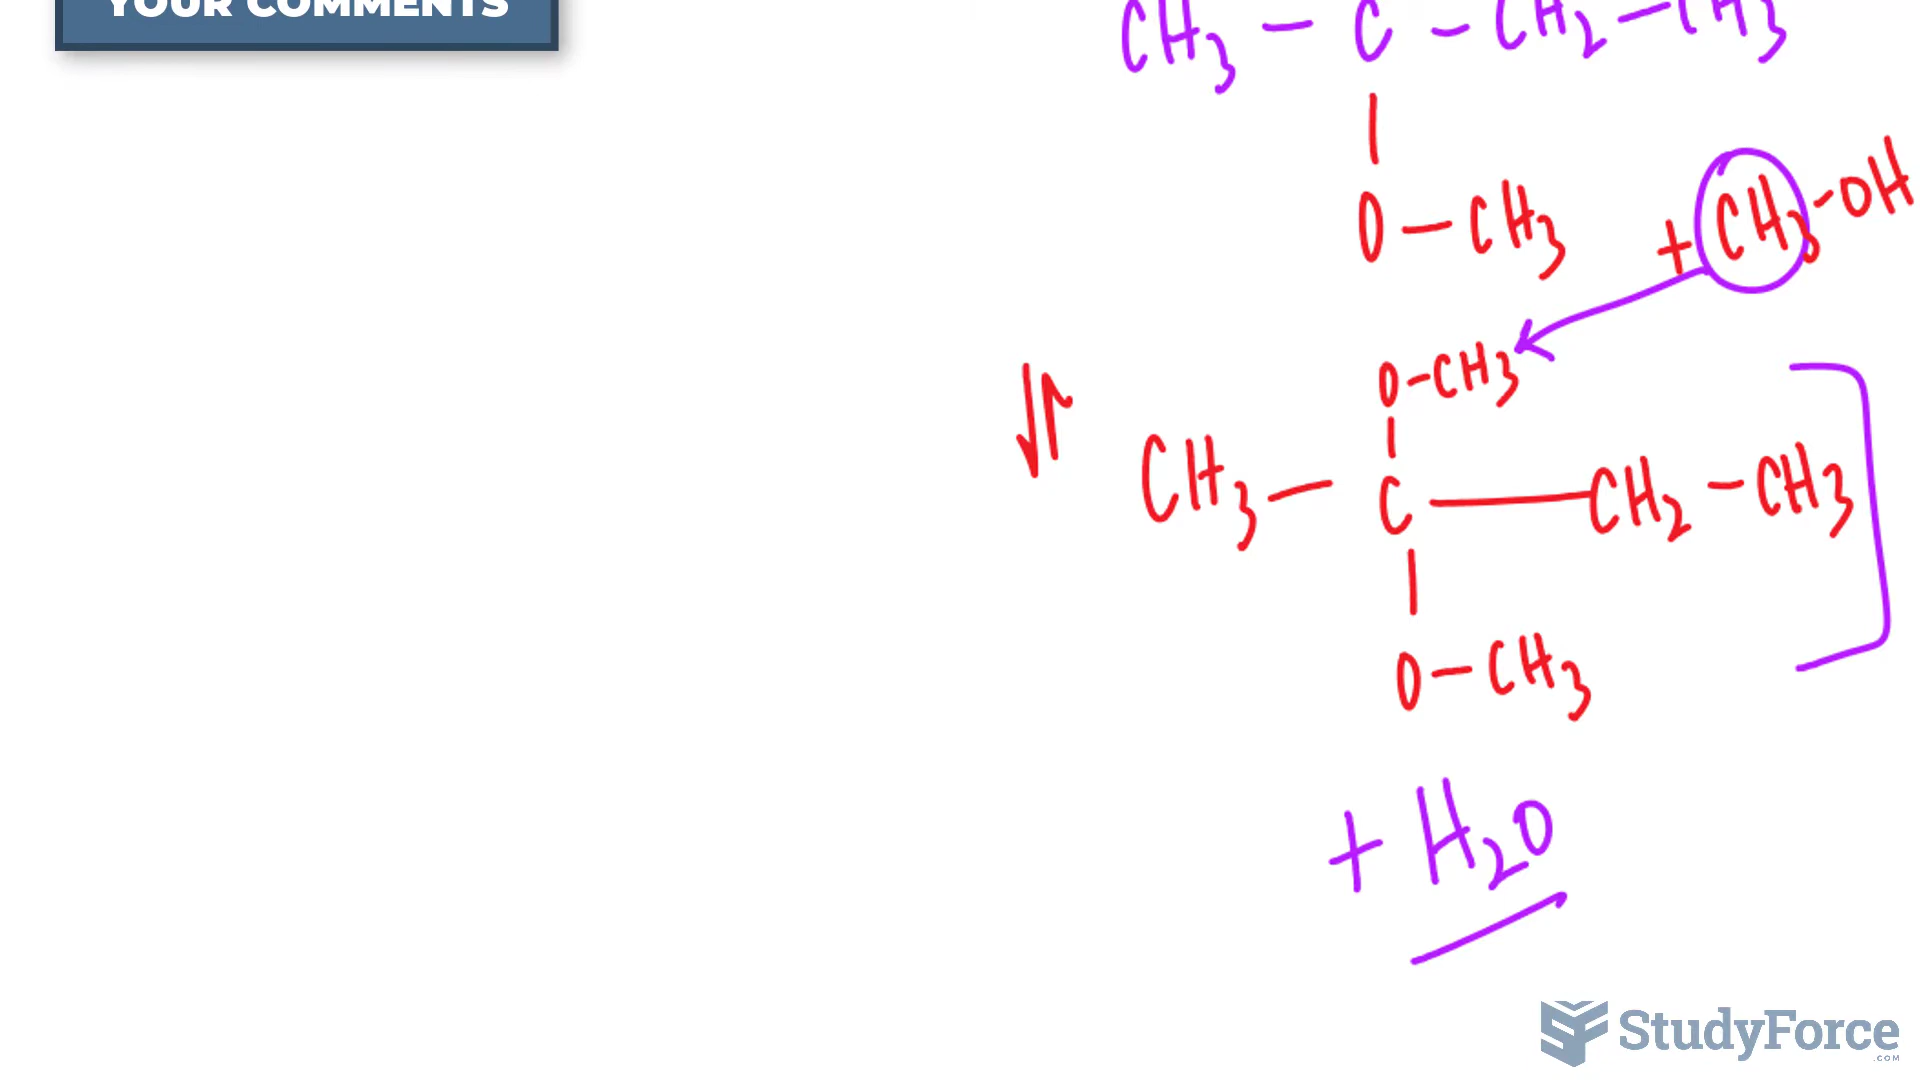 YOUR COMMENTS
CH3 — C — CH2 — CH3
|
O — CH3
+ CH3 - OH
O - CH3
|
CH3 — C — CH2 - CH3
|
O - CH3
+ H2O
StudyForce
.COM